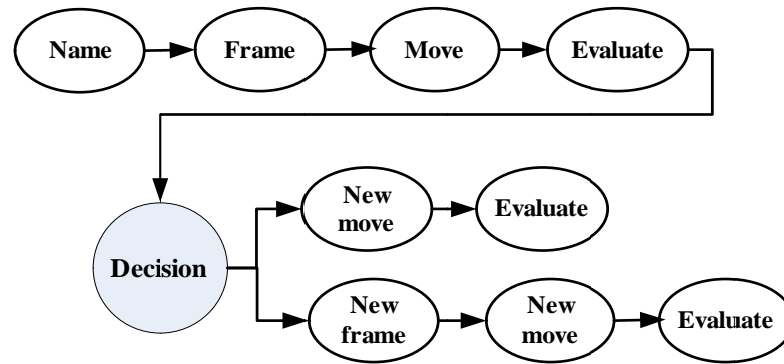 Name Frame Move Evaluate
New
move
Evaluate
Decision
New
frame
New
move
Evaluate